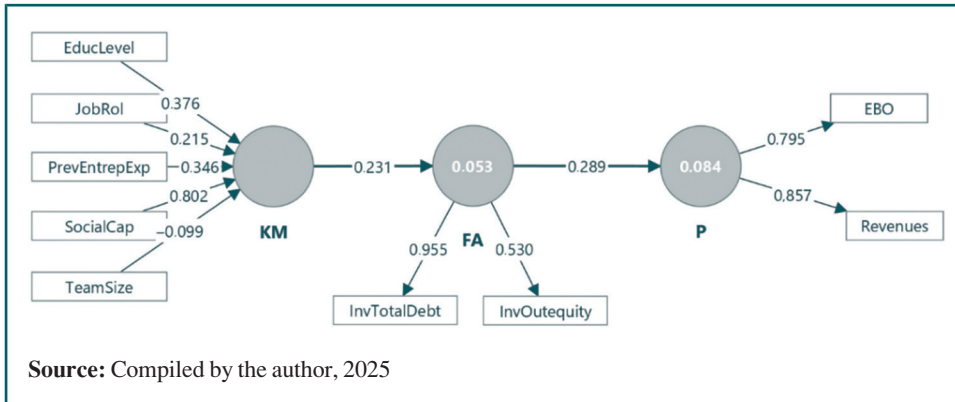 EducLevel
JobRol
PrevEntrepExp
SocialCap
TeamSize
0.376
0.215
0.346
0.802
–0.099
KM
0.231
0.053
FA
0.955
0.530
InvTotalDebt
InvOutequity
0.289
0.084
P
0.795
0.857
EBO
Revenues
Source: Compiled by the author, 2025